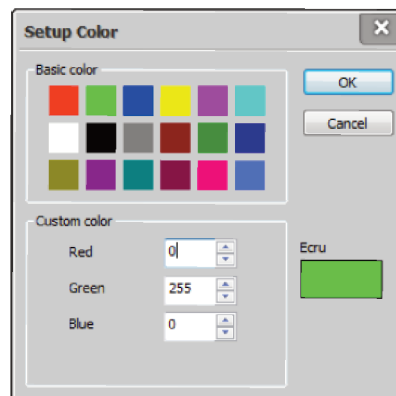 Setup Color
Basic color
OK
Cancel
Custom color
Red 0
Ecru
Green 255
Blue 0